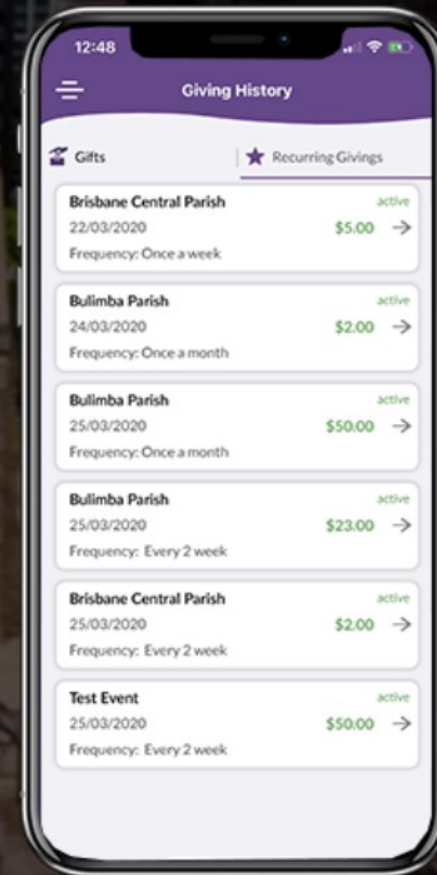 12:48
Giving History
Gifts
Recurring Givings
Brisbane Central Parish
active
22/03/2020
$5.00
Frequency: Once a week
Bulimba Parish
active
24/03/2020
$2.00
Frequency: Once a month
Bulimba Parish
active
25/03/2020
$50.00
Frequency: Once a month
Bulimba Parish
active
25/03/2020
$23.00
Frequency: Every 2 week
Brisbane Central Parish
active
25/03/2020
$2.00
Frequency: Every 2 week
Test Event
active
25/03/2020
$50.00
Frequency: Every 2 week